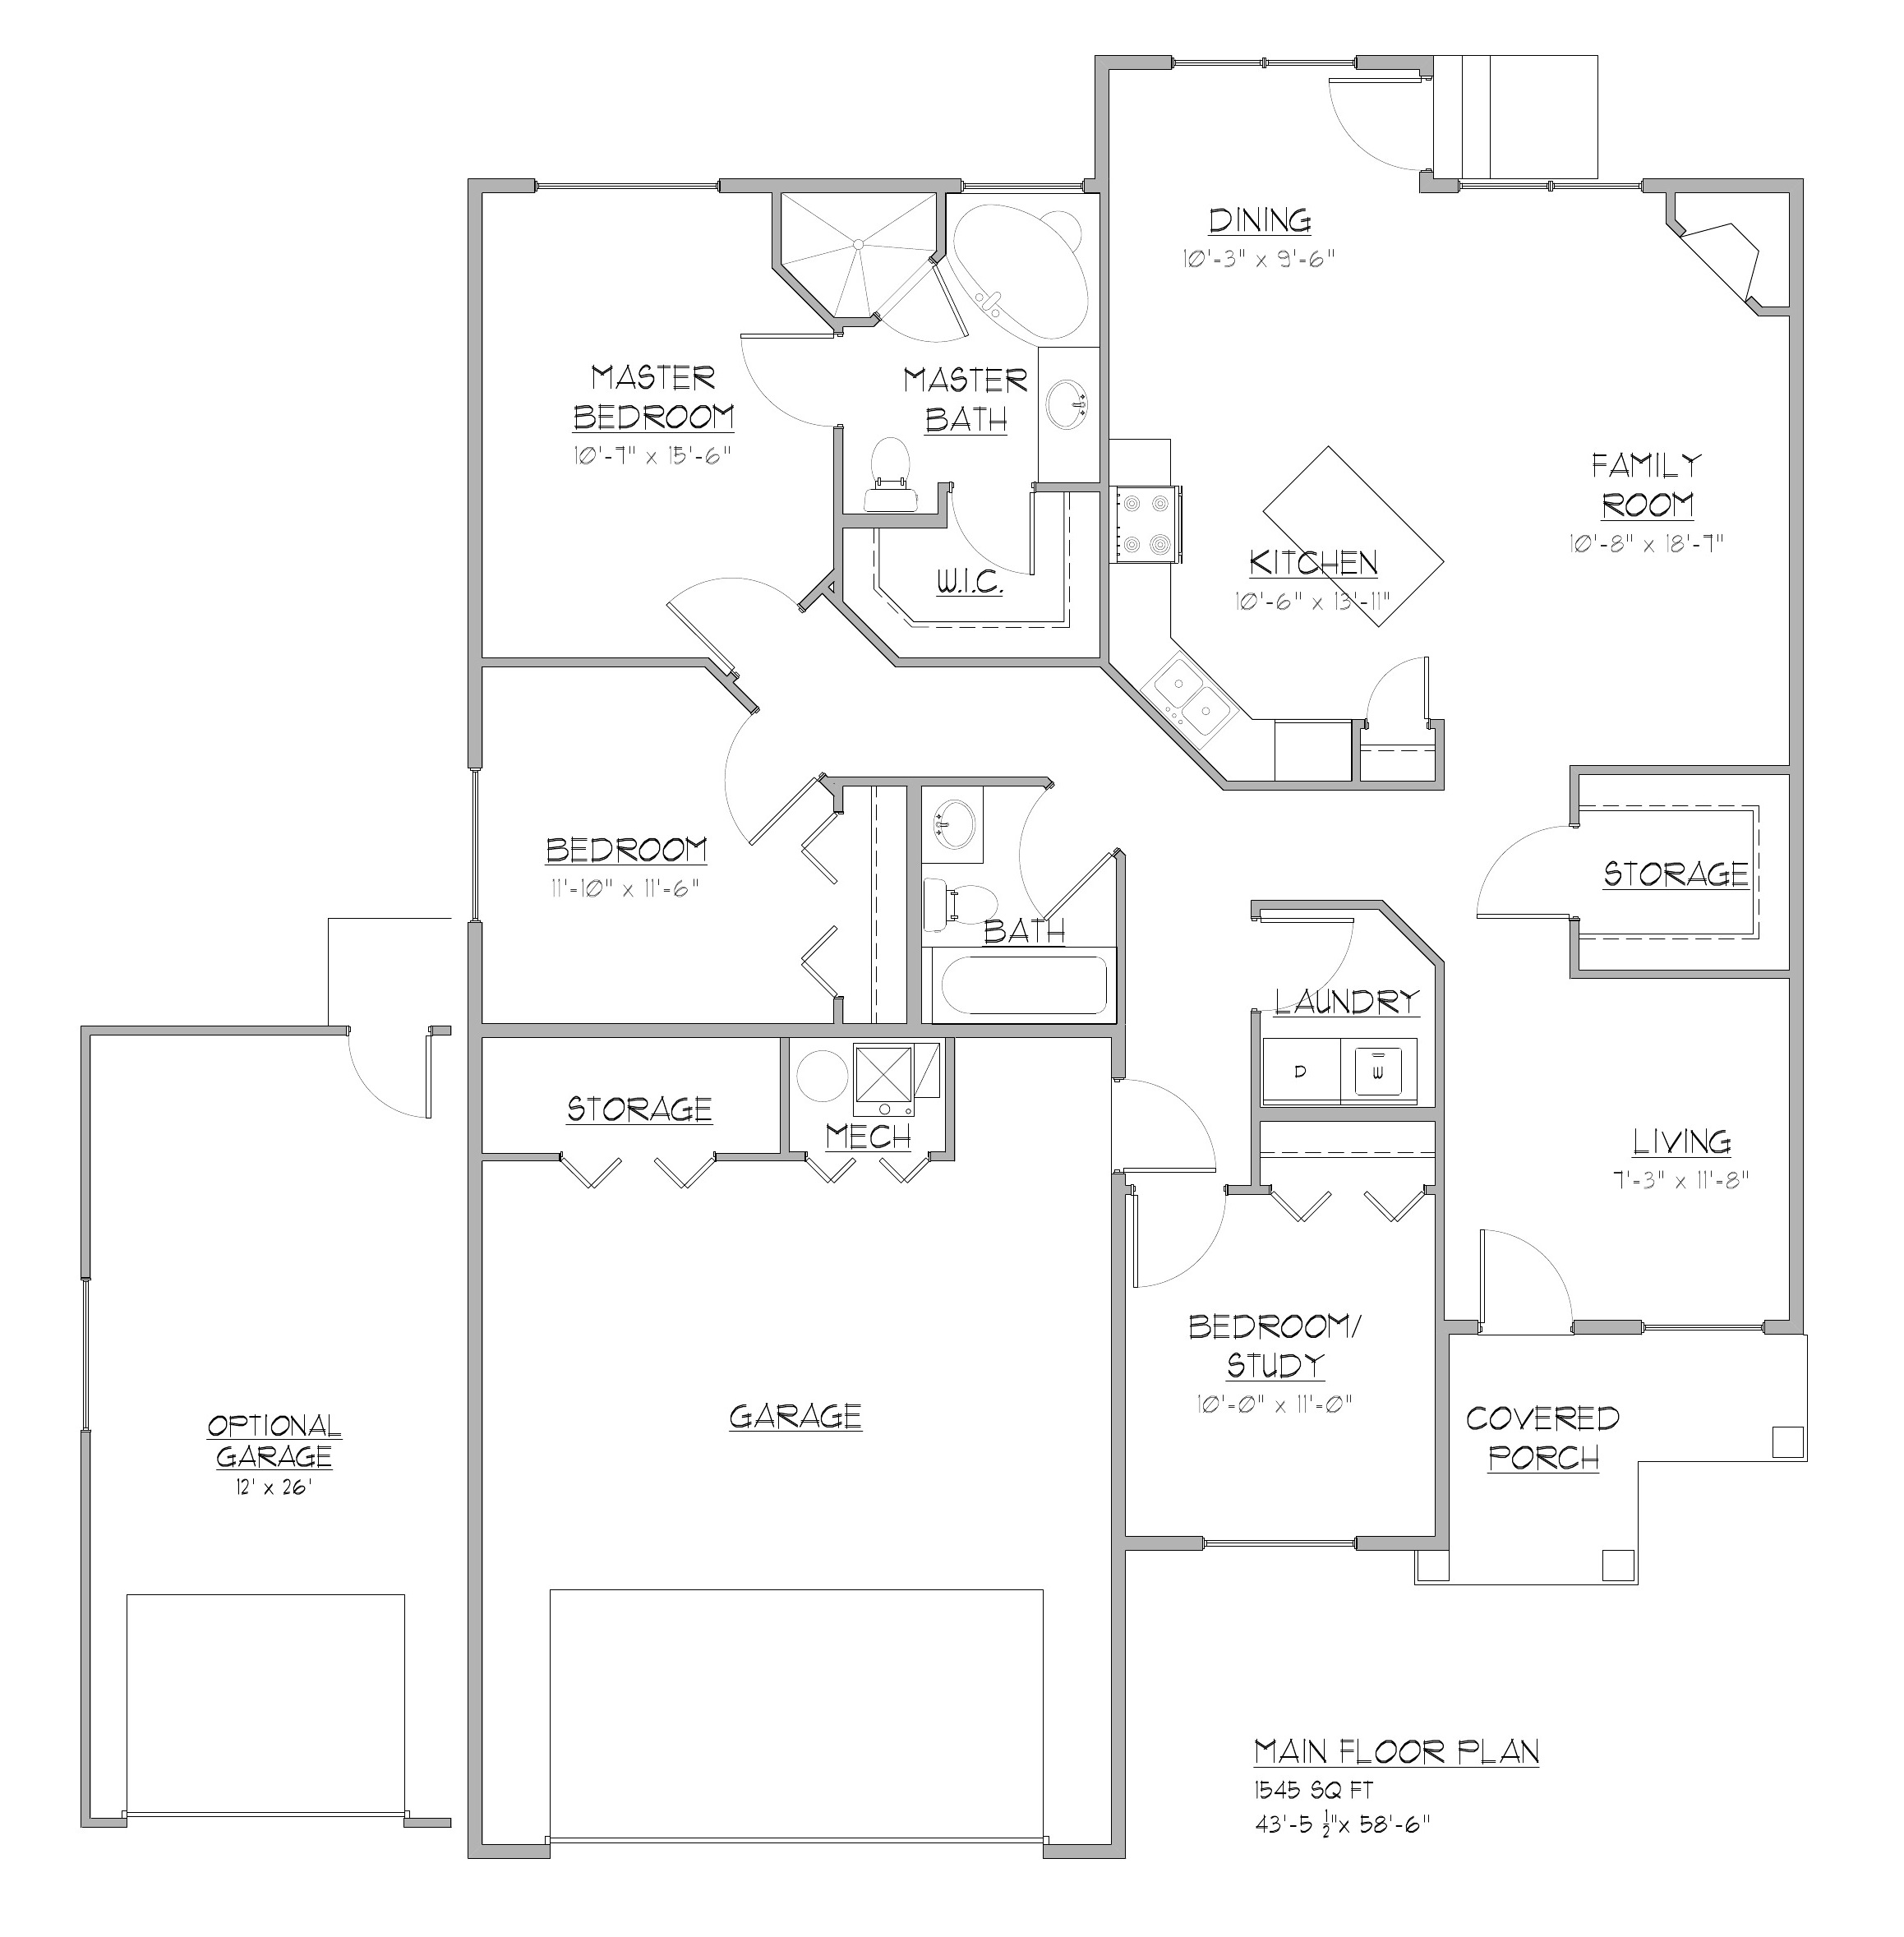 DINING
10'-3" x 9'-6"
MASTER
BEDROOM
10'-7" x 15'-6"
MASTER
BATH
FAMILY
ROOM
10'-8" x 18'-7"
KITCHEN
10'-6" x 13'-11"
W.I.C.
BEDROOM
11'-10" x 11'-6"
STORAGE
BATH
LAUNDRY
D W
STORAGE
MECH
LIVING
7'-3" x 11'-8"
BEDROOM/
STUDY
10'-0" x 11'-0"
OPTIONAL
GARAGE
12' x 26'
GARAGE
COVERED
PORCH
MAIN FLOOR PLAN
1545 SQ FT
43'-5 1/2"x 58'-6"